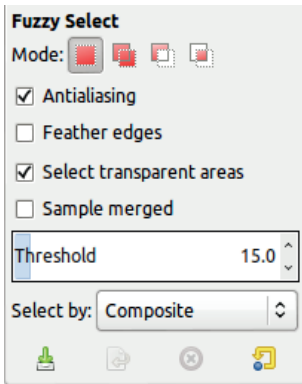 Fuzzy Select
Mode:
Antialiasing
Feather edges
Select transparent areas
Sample merged
Threshold 15.0
Select by: Composite